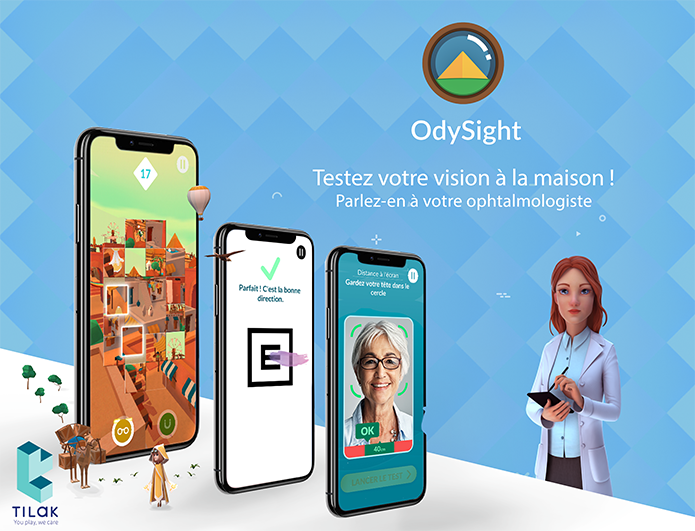 OdySight
Testez votre vision à la maison !
Parlez-en à votre ophtalmologiste
17
Parfait ! C'est la bonne
direction.
E
Distance à l'écran
Gardez votre tête dans le
cercle
OK
40cm
LANCER LE TEST
TILAK
You play, we care